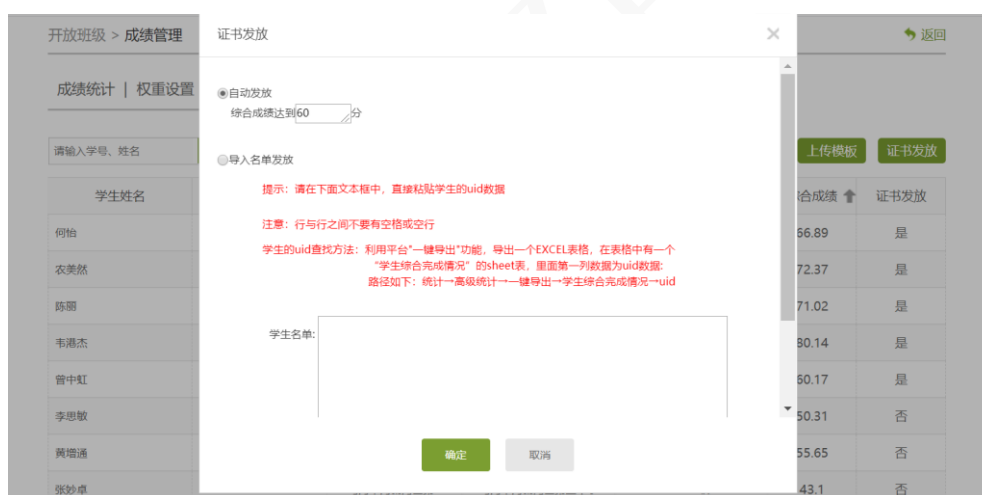 开放班级 > 成绩管理
证书发放
×
返回
成绩统计 | 权重设置
自动发放
综合成绩达到60 分
请输入学号、姓名
上传模板
证书发放
导入名单发放
提示：请在下面文本框中，直接粘贴学生的uid数据
学生姓名
综合成绩
证书发放
注意：行与行之间不要有空格或空行
何怡
66.89
是
学生的uid查找方法：利用平台"一键导出"功能，导出一个EXCEL表格，在表格中有一个
"学生综合完成情况" 的sheet表，里面第一列数据为uid数据:
路径如下：统计→高级统计→一键导出→学生综合完成情况→uid
农美然
72.37
是
陈丽
71.02
是
学生名单:
韦港杰
80.14
是
曾中虹
60.17
是
李思敏
50.31
否
黄增通
55.65
否
确定
取消
张妙卓
43.1
否